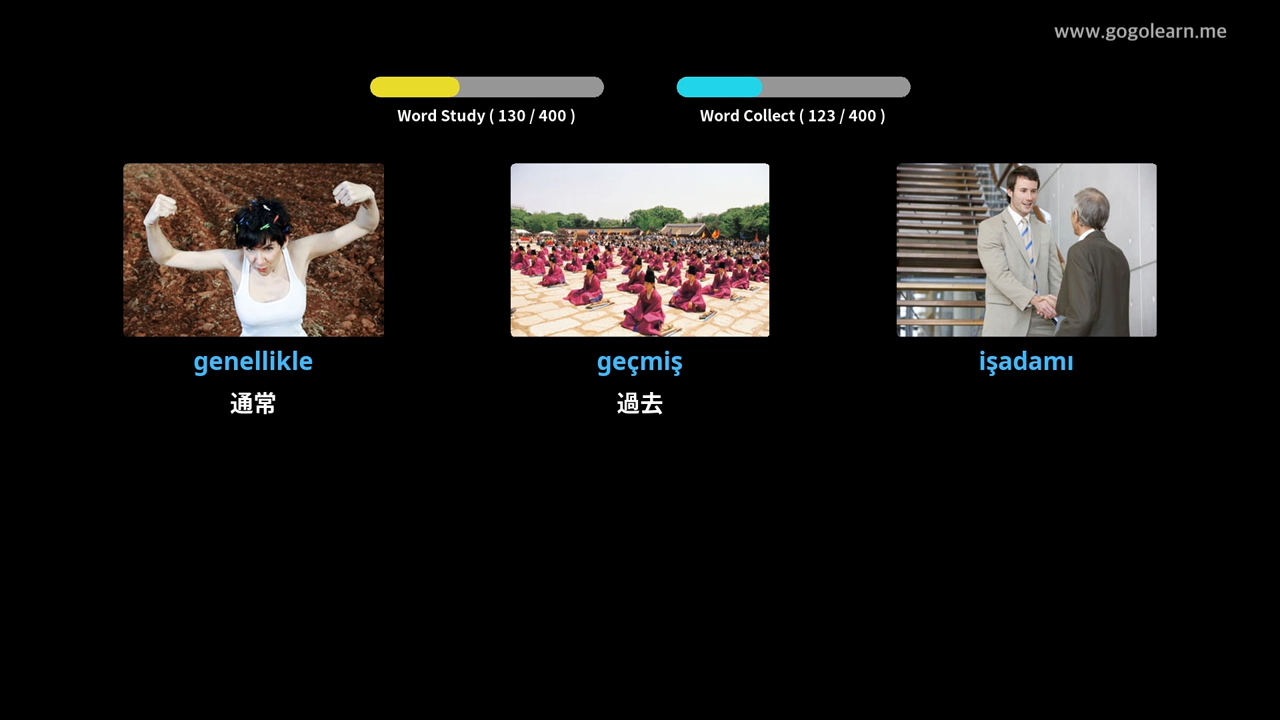 www.gogolearn.me
Word Study ( 130 / 400 )
Word Collect ( 123 / 400 )
genellikle
geçmiş
işadamı
通常
過去